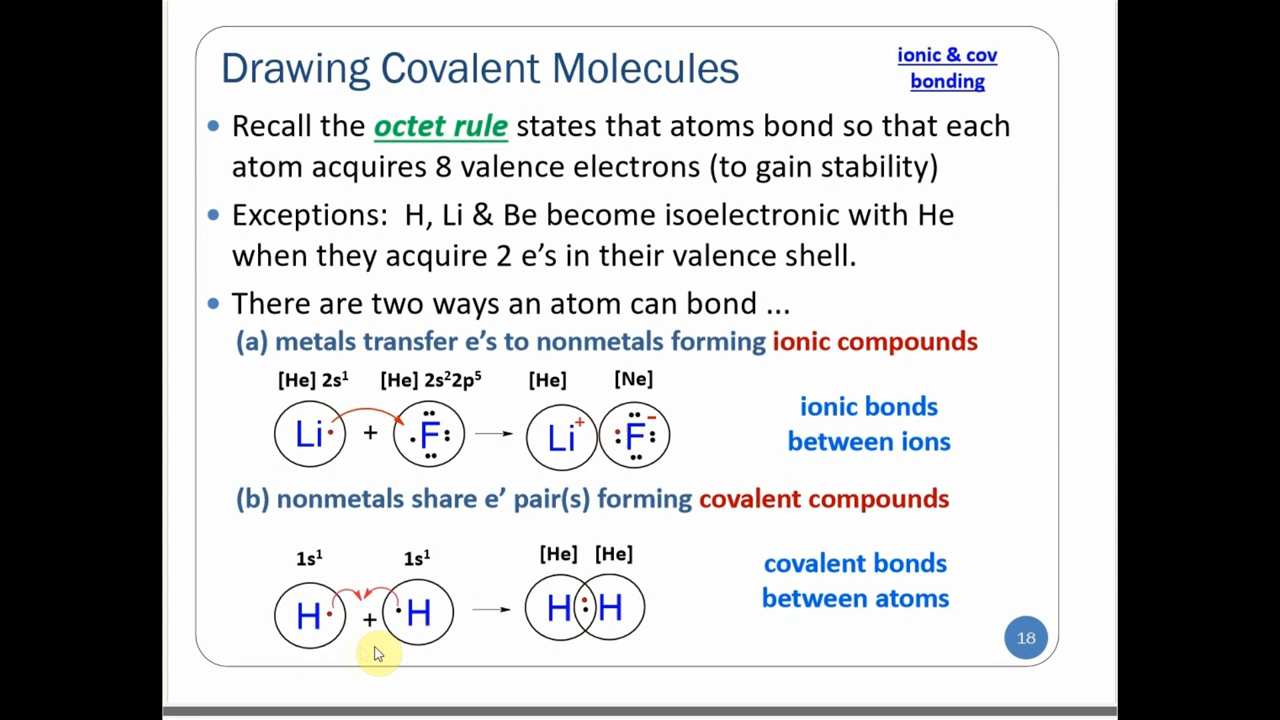 Drawing Covalent Molecules
ionic & cov
bonding
• Recall the octet rule states that atoms bond so that each
atom acquires 8 valence electrons (to gain stability)
• Exceptions:  H, Li & Be become isoelectronic with He
when they acquire 2 e's in their valence shell.
• There are two ways an atom can bond ...
(a) metals transfer e's to nonmetals forming ionic compounds
[He] 2s¹ [He] 2s²2p⁵ [He] [Ne]
Li + F Li⁺ F⁻
ionic bonds
between ions
(b) nonmetals share e' pair(s) forming covalent compounds
1s¹ 1s¹ [He] [He]
H· + ·H H:H
covalent bonds
between atoms
18